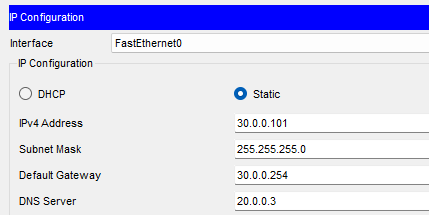 IP Configuration
Interface FastEthernet0
IP Configuration
DHCP Static
IPv4 Address 30.0.0.101
Subnet Mask 255.255.255.0
Default Gateway 30.0.0.254
DNS Server 20.0.0.3